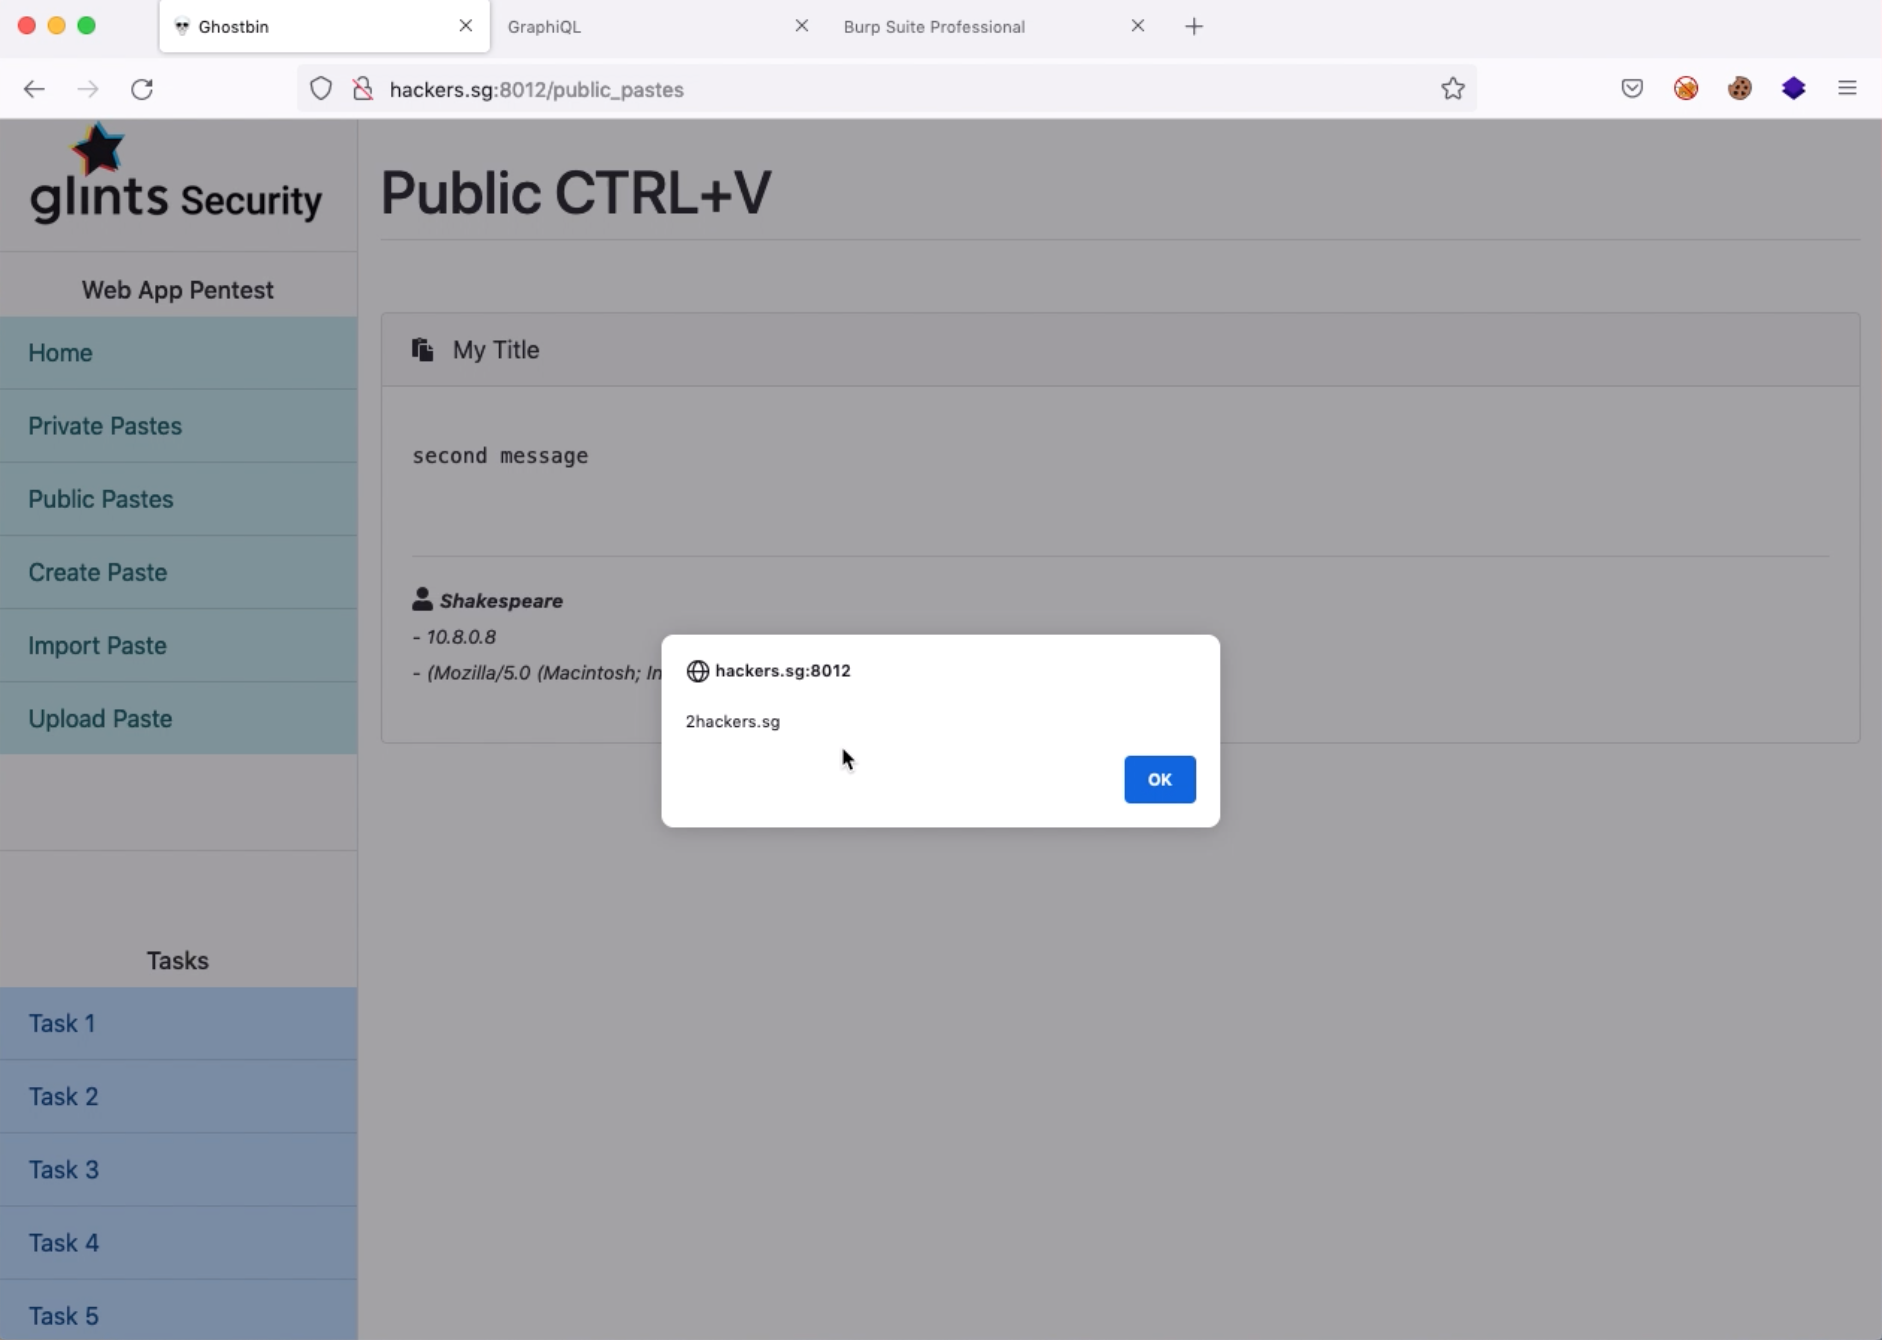 Ghostbin
GraphiQL
Burp Suite Professional
hackers.sg:8012/public_pastes
glints Security
Web App Pentest
Home
Private Pastes
Public Pastes
Create Paste
Import Paste
Upload Paste
Tasks
Task 1
Task 2
Task 3
Task 4
Task 5
Public CTRL+V
My Title
second message
Shakespeare
- 10.8.0.8
- (Mozilla/5.0 (Macintosh; In
hackers.sg:8012
2hackers.sg
OK